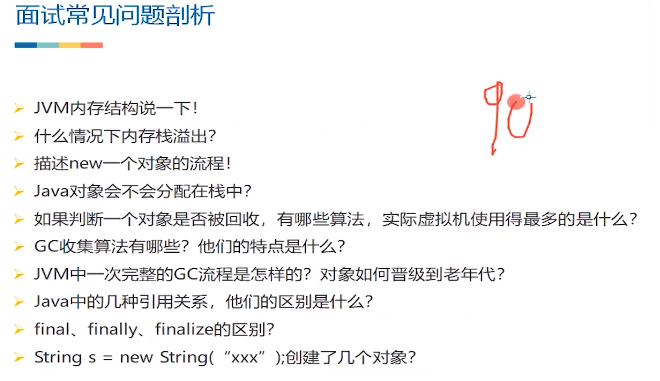 面试常见问题剖析
90
JVM内存结构说一下！
什么情况下内存栈溢出？
描述new一个对象的流程！
Java对象会不会分配在栈中？
如果判断一个对象是否被回收，有哪些算法，实际虚拟机使用得最多的是什么？
GC收集算法有哪些？他们的特点是什么？
JVM中一次完整的GC流程是怎样的？对象如何晋级到老年代？
Java中的几种引用关系，他们的区别是什么？
final、finally、finalize的区别？
String s = new String(“xxx”);创建了几个对象？